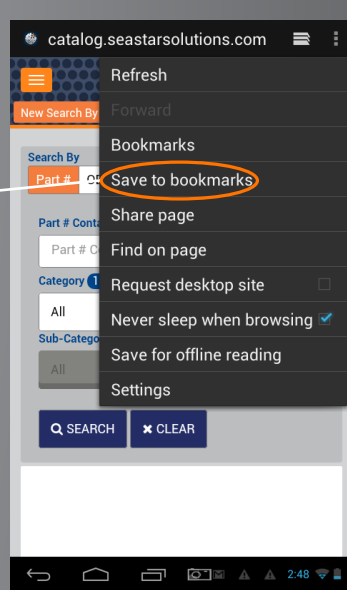 catalog.seastarsolutions.com
Refresh
New Search By
Forward
Bookmarks
Search By
Part #
Save to bookmarks
Share page
Part # Conta
Part # C
Find on page
Category 1
Request desktop site
All
Never sleep when browsing
Sub-Catego
Save for offline reading
All
Settings
SEARCH
CLEAR
2:48